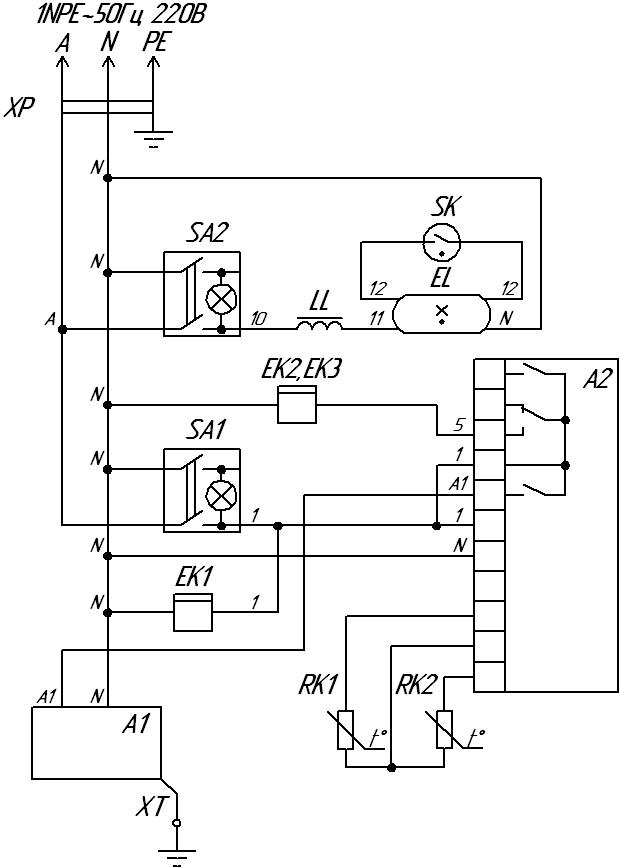 1NPE~50Гц 220В
A N PE
XP
N
SK
SA2
N
EL
LL
12 12
A 10 11 N
EK2,EK3
A2
N
SA1
5
N
1
A1
1 1
N N
EK1
N 1
RK1 RK2
A1 N
A1
t° t°
XT